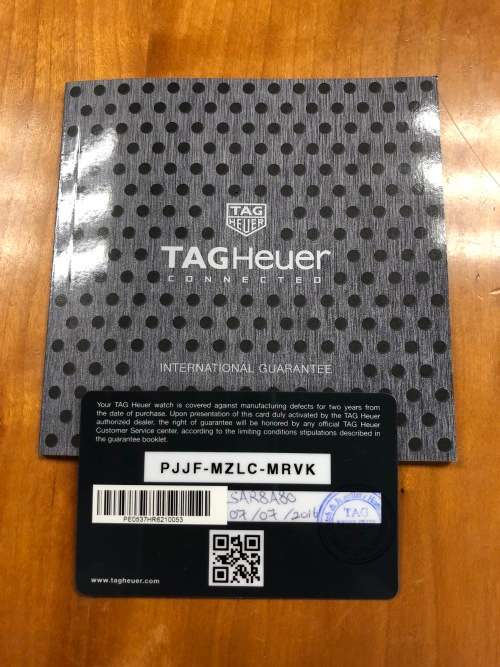 TAG
HEUER
TAGHeuer
CONNECTED
INTERNATIONAL GUARANTEE
Your TAG Heuer watch is covered against manufacturing defects for two years from
the date of purchase. Upon presentation of this card duly activated by the TAG Heuer
authorized dealer, the right of guarantee will be honored by any official TAG Heuer
Customer Service center, according to the limiting conditions stipulations described in
the guarantee booklet.
PJJF-MZLC-MRVK
SAR8A80
07/07/2016
PE0537HR6210053
TAG
www.tagheuer.com